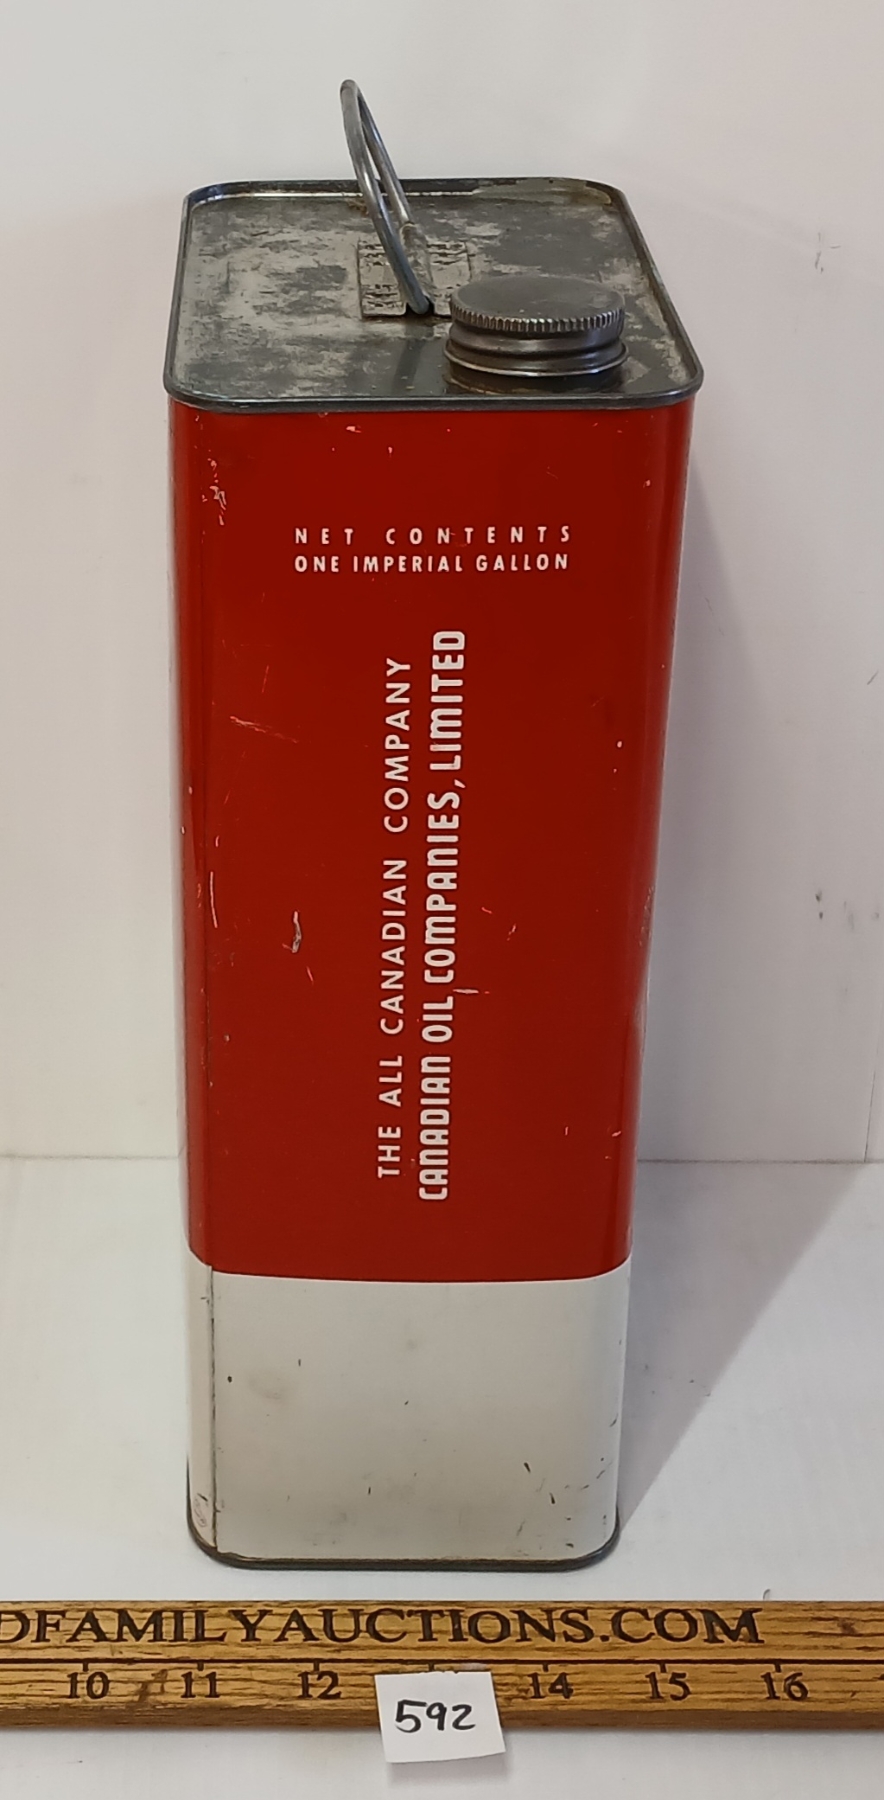 NET CONTENTS
ONE IMPERIAL GALLON
THE ALL CANADIAN COMPANY
CANADIAN OIL COMPANIES, LIMITED
DFAMILYAUCTIONS.COM
10 11 12 14 15 16
592